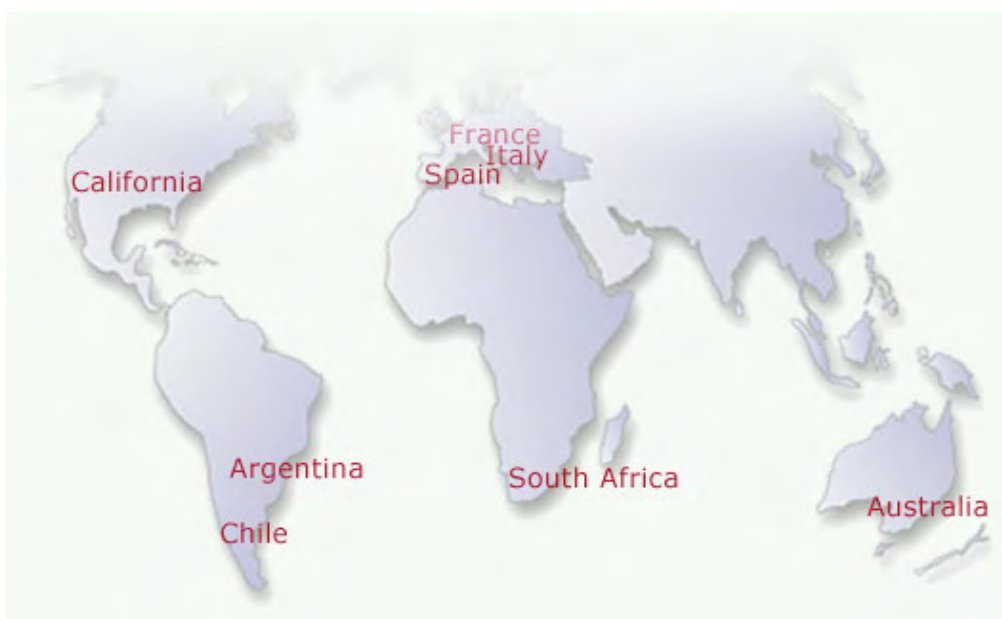 France
Italy
Spain
California
Argentina
South Africa
Australia
Chile